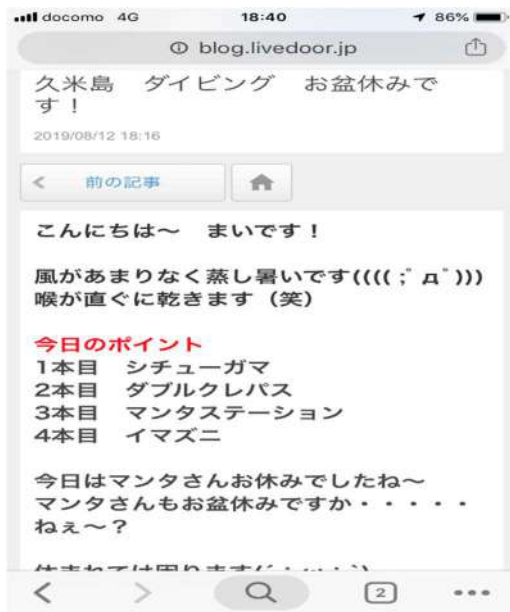 docomo 4G 18:40 86%
blog.livedoor.jp
久米島　ダイビング　お盆休みで
す！
2019/08/12 18:16
前の記事
こんにちは〜　まいです！
風があまりなく蒸し暑いです((((；ﾟдﾟ)))
喉が直ぐに乾きます（笑）
今日のポイント
1本目　シチューガマ
2本目　ダブルクレパス
3本目　マンタステーション
4本目　イマズニ
今日はマンタさんお休みでしたね〜
マンタさんもお盆休みですか・・・・・
ねぇ〜？
2